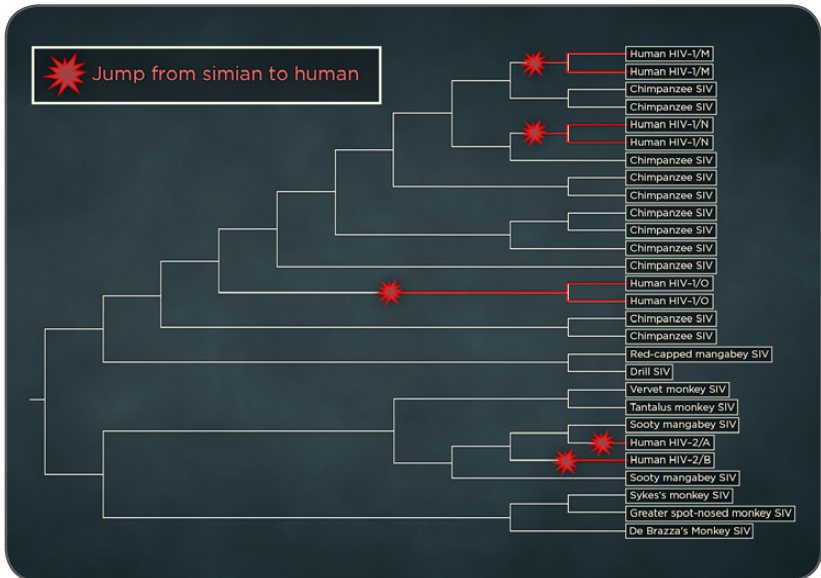 Jump from simian to human
Human HIV-1/M
Human HIV-1/M
Chimpanzee SIV
Chimpanzee SIV
Human HIV-1/N
Human HIV-1/N
Chimpanzee SIV
Chimpanzee SIV
Chimpanzee SIV
Chimpanzee SIV
Chimpanzee SIV
Chimpanzee SIV
Chimpanzee SIV
Human HIV-1/O
Human HIV-1/O
Chimpanzee SIV
Chimpanzee SIV
Red-capped mangabey SIV
Drill SIV
Vervet monkey SIV
Tantalus monkey SIV
Sooty mangabey SIV
Human HIV-2/A
Human HIV-2/B
Sooty mangabey SIV
Sykes's monkey SIV
Greater spot-nosed monkey SIV
De Brazza's Monkey SIV